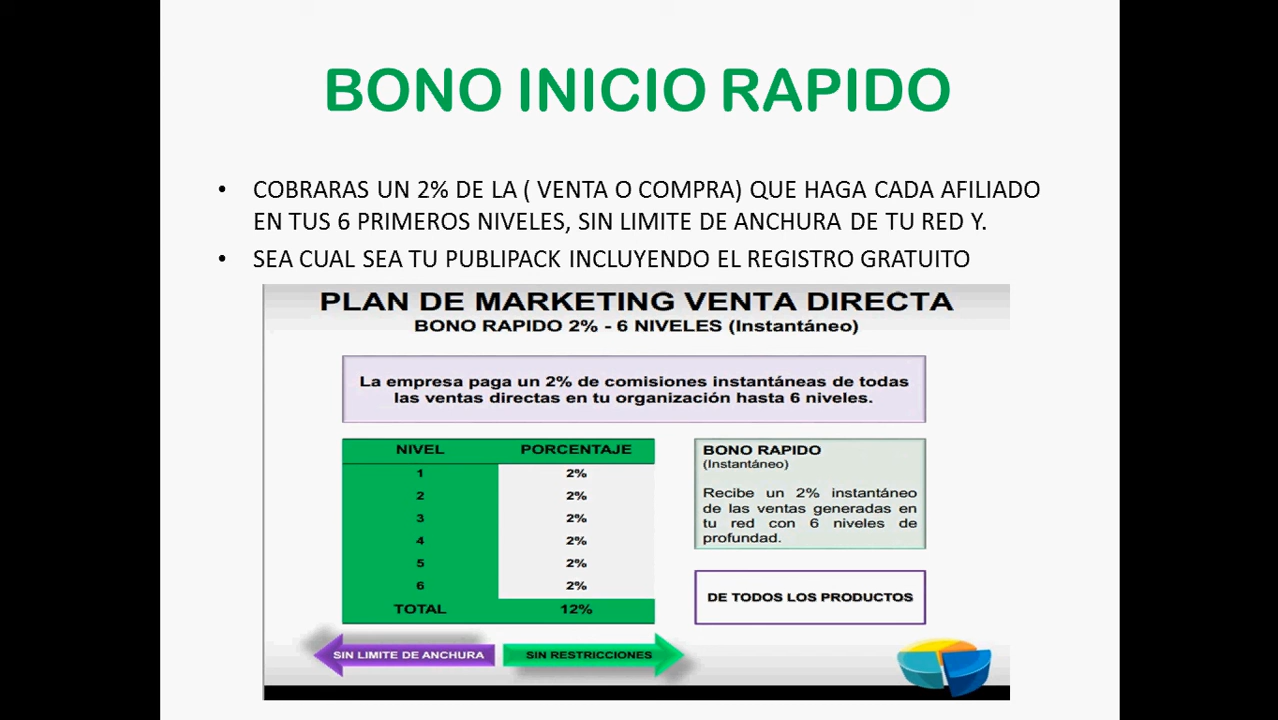 BONO INICIO RAPIDO
• COBRARAS UN 2% DE LA ( VENTA O COMPRA) QUE HAGA CADA AFILIADO
EN TUS 6 PRIMEROS NIVELES, SIN LIMITE DE ANCHURA DE TU RED Y.
• SEA CUAL SEA TU PUBLIPACK INCLUYENDO EL REGISTRO GRATUITO
PLAN DE MARKETING VENTA DIRECTA
BONO RAPIDO 2% - 6 NIVELES (Instantáneo)
La empresa paga un 2% de comisiones instantáneas de todas
las ventas directas en tu organización hasta 6 niveles.
NIVEL PORCENTAJE
1 2%
2 2%
3 2%
4 2%
5 2%
6 2%
TOTAL 12%
BONO RAPIDO
(Instantáneo)
Recibe un 2% instantáneo
de las ventas generadas en
tu red con 6 niveles de
profundad.
DE TODOS LOS PRODUCTOS
SIN LIMITE DE ANCHURA
SIN RESTRICCIONES